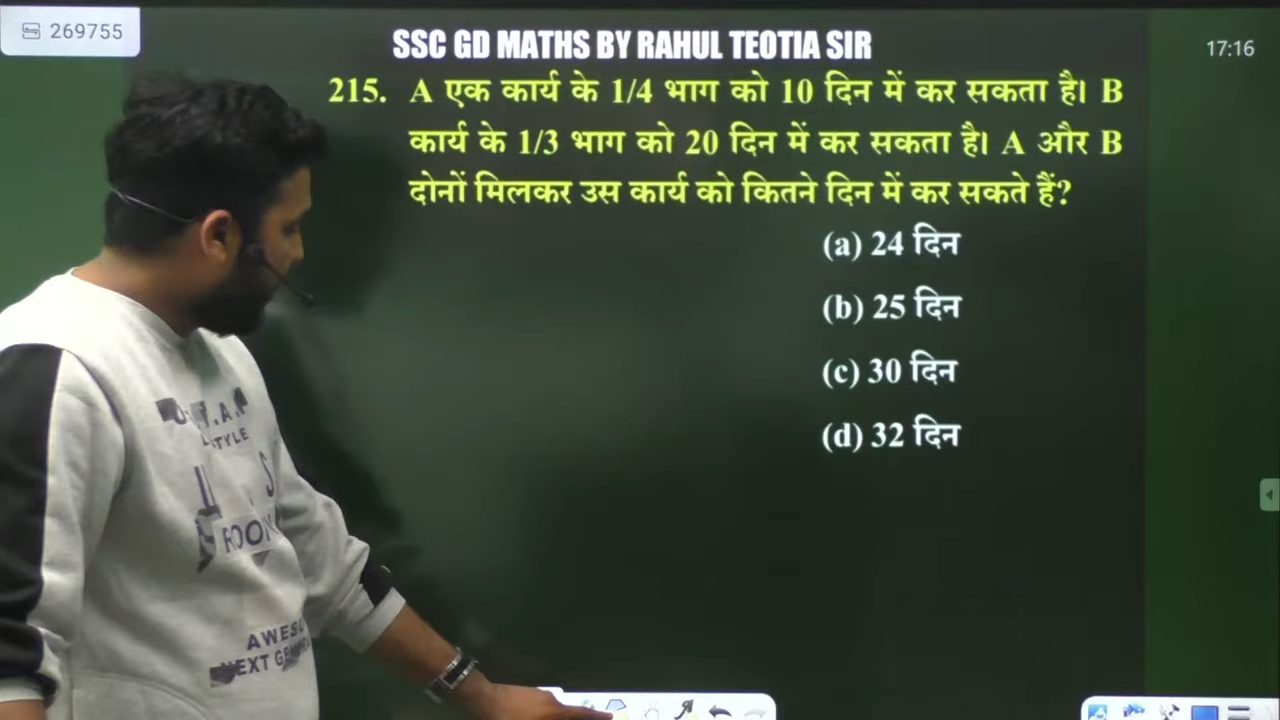 269755
SSC GD MATHS BY RAHUL TEOTIA SIR
17:16
215. A एक कार्य के 1/4 भाग को 10 दिन में कर सकता है। B
कार्य के 1/3 भाग को 20 दिन में कर सकता है। A और B
दोनों मिलकर उस कार्य को कितने दिन में कर सकते हैं?
(a) 24 दिन
(b) 25 दिन
(c) 30 दिन
(d) 32 दिन
STYLE
ROOM